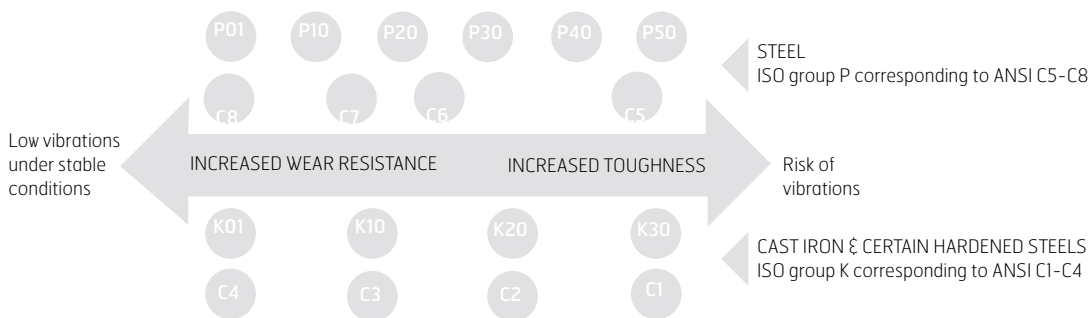 P01 P10 P20 P30 P40 P50
STEEL
ISO group P corresponding to ANSI C5-C8
C8 C7 C6 C5
Low vibrations
under stable
conditions
INCREASED WEAR RESISTANCE INCREASED TOUGHNESS
Risk of
vibrations
K01 K10 K20 K30
CAST IRON & CERTAIN HARDENED STEELS
ISO group K corresponding to ANSI C1-C4
C4 C3 C2 C1